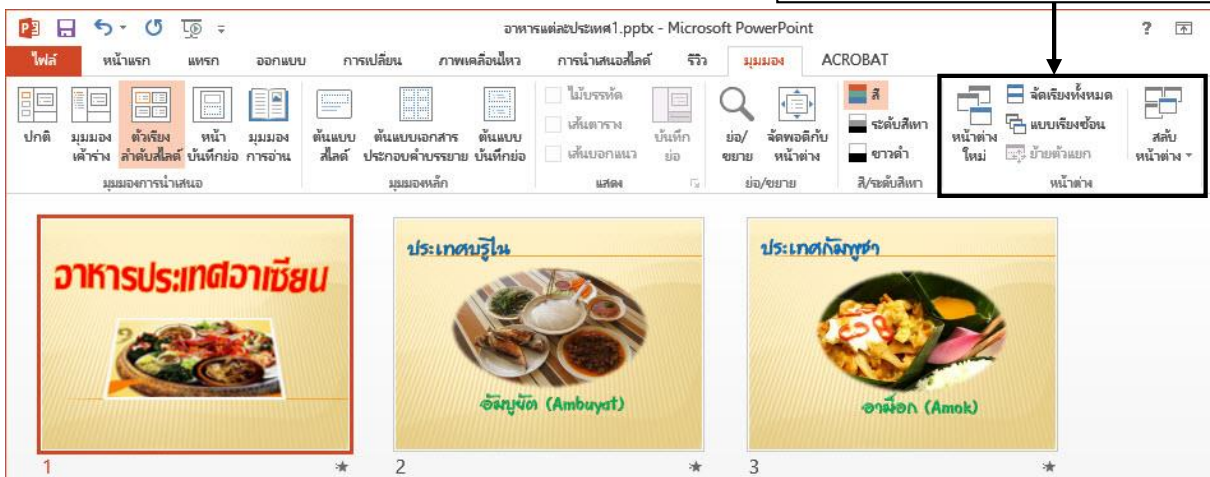 อาหารแต่ละประเทศ1.pptx - Microsoft PowerPoint
?
ไฟล์ หน้าแรก แทรก ออกแบบ การเปลี่ยน ภาพเคลื่อนไหว การนำเสนอสไลด์ รีวิว มุมมอง ACROBAT
ปกติ
มุมมอง
เค้าร่าง
ตัวเรียง
ลำดับสไลด์
หน้า
บันทึกย่อ
มุมมอง
การอ่าน
มุมมองการนำเสนอ
ต้นแบบ
สไลด์
ต้นแบบเอกสาร
ประกอบคำบรรยาย
ต้นแบบ
บันทึกย่อ
มุมมองหลัก
ไม้บรรทัด
เส้นตาราง
เส้นบอกแนว
บันทึก
ย่อ
แสดง
ย่อ/
ขยาย
จัดพอดีกับ
หน้าต่าง
ย่อ/ขยาย
สี
ระดับสีเทา
ขาวดำ
สี/ระดับสีเทา
หน้าต่าง
ใหม่
จัดเรียงทั้งหมด
แบบเรียงซ้อน
ย้ายตัวแยก
สลับ
หน้าต่าง
หน้าต่าง
อาหารประเทศอาเซียน
1
ประเทศบรูไน
อัมบูยัต (Ambuyat)
2
ประเทศกัมพูชา
อาม็อก (Amok)
3